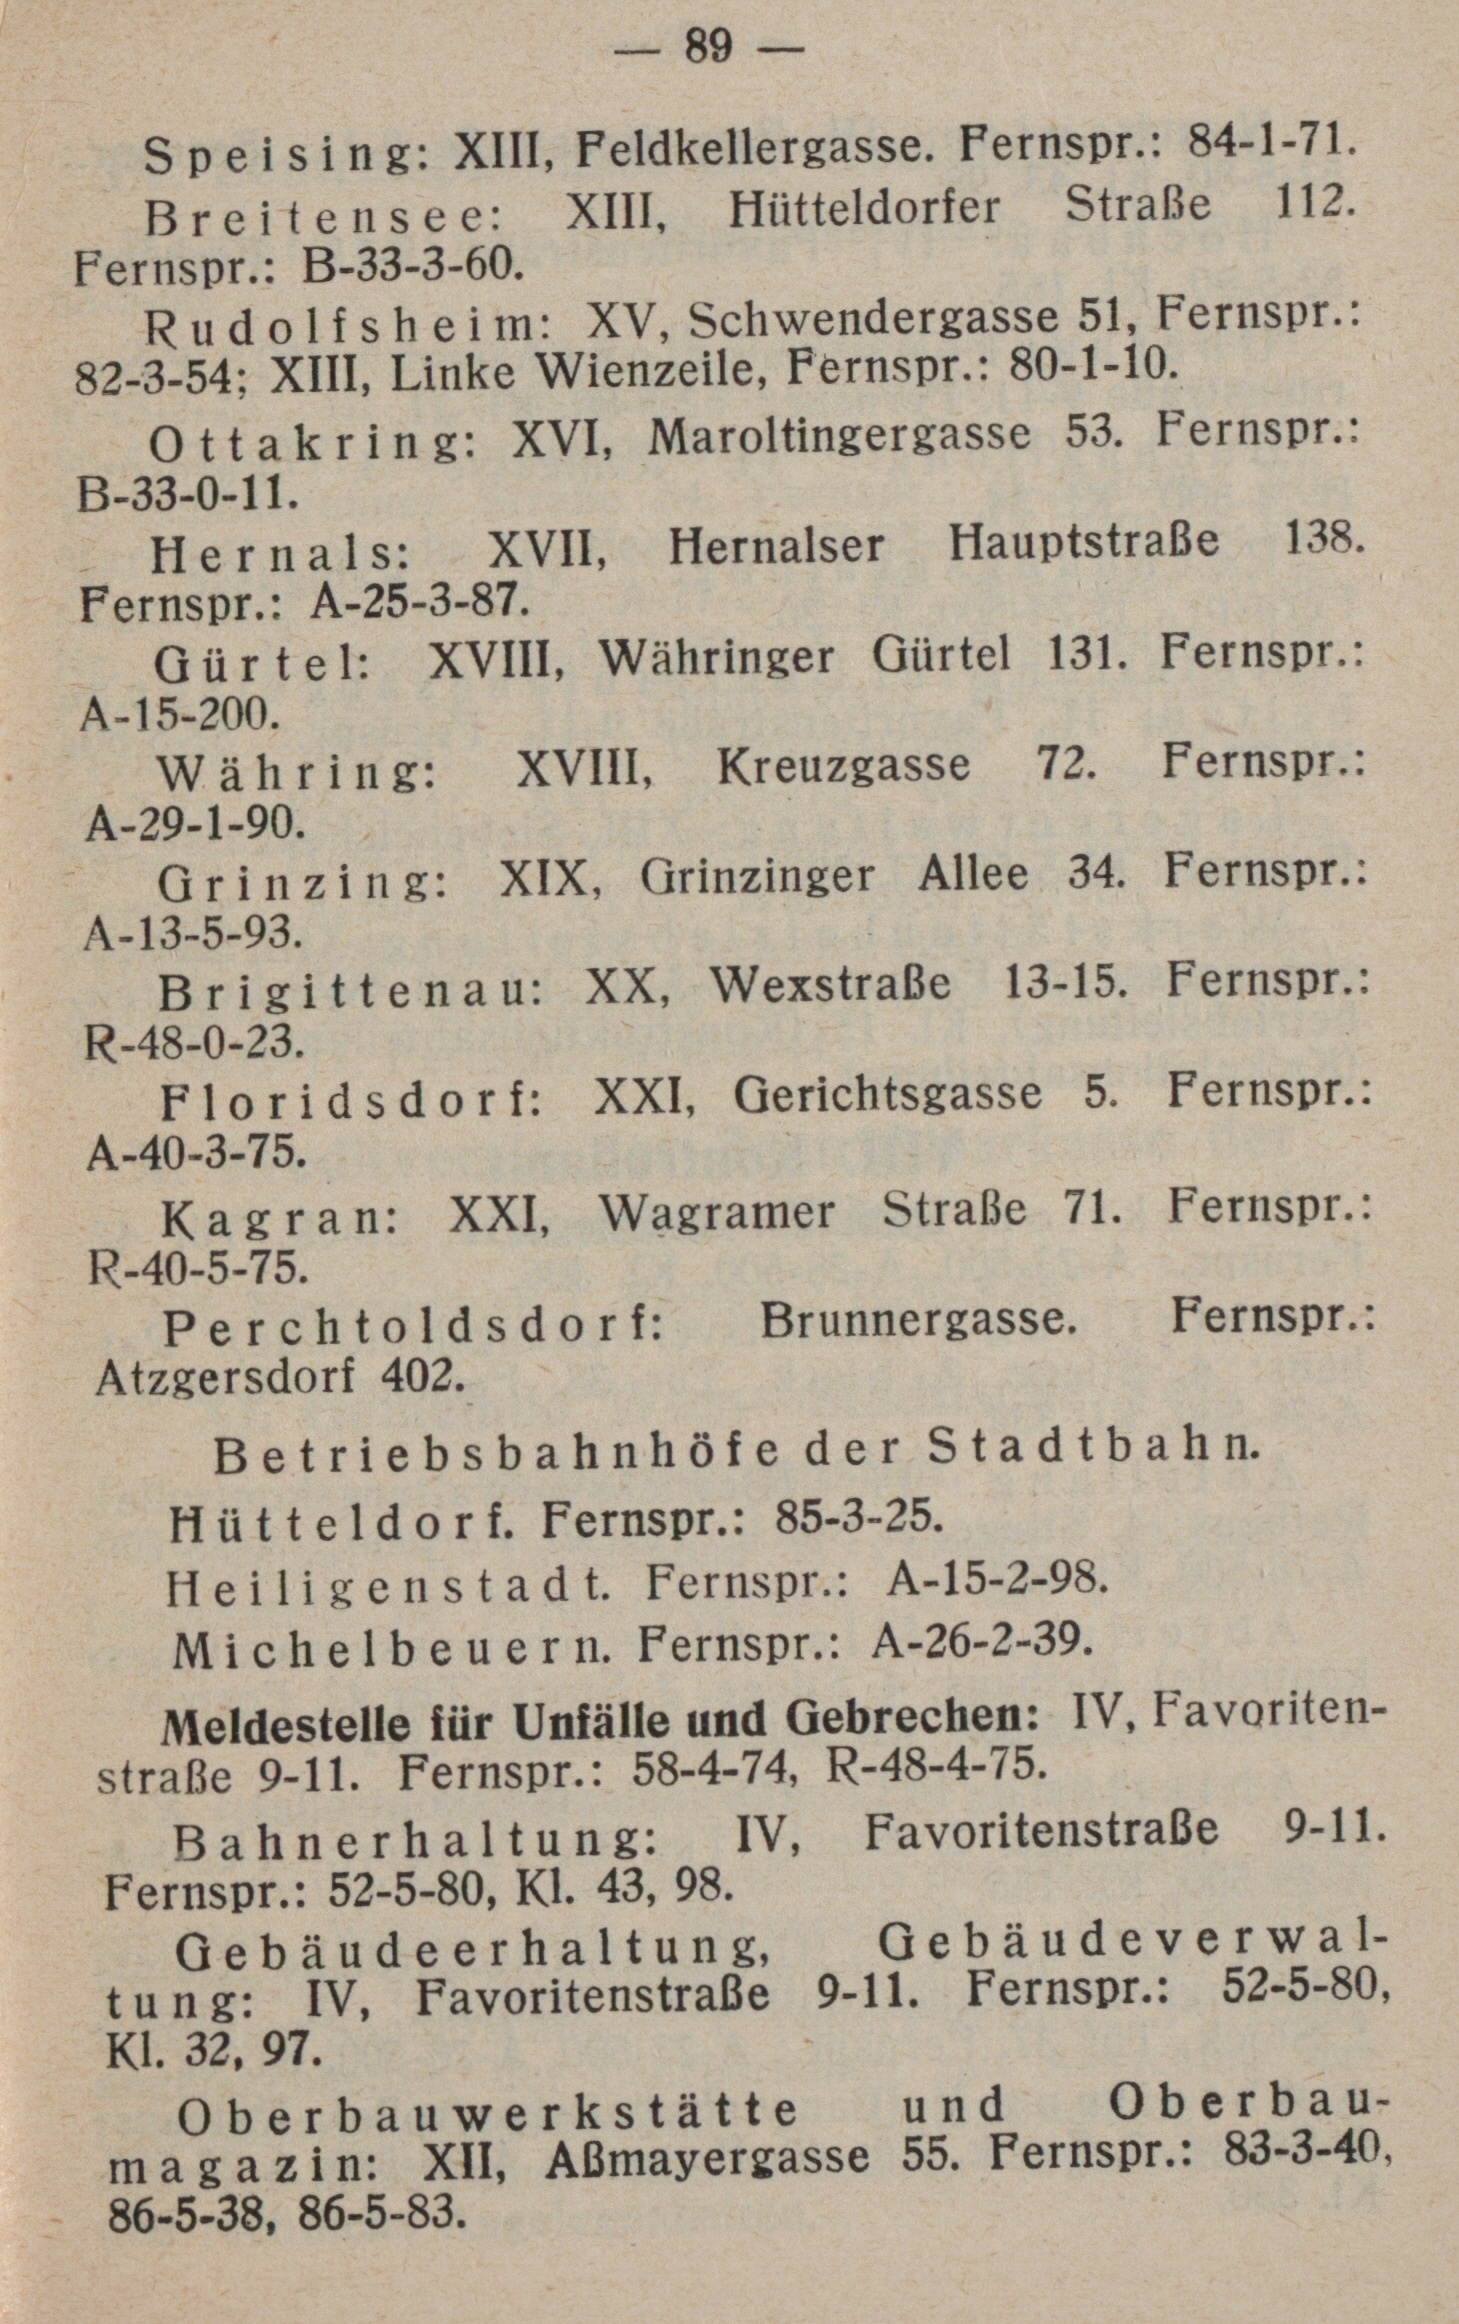 — 89 —
Speising: XIII, Feldkellergasse. Fernspr.: 84-1-71.
Breitensee: XIII, Hütteldorfer Straße 112.
Fernspr.: B-33-3-60.
Rudolfsheim: XV, Schwendergasse 51, Fernspr.:
82-3-54; XIII, Linke Wienzeile, Fernspr.: 80-1-10.
Ottakring: XVI, Maroltingergasse 53. Fernspr.:
B-33-0-11.
Hernals: XVII, Hernalser Hauptstraße 138.
Fernspr.: A-25-3-87.
Gürtel: XVIII, Währinger Gürtel 131. Fernspr.:
A-15-200.
Währing: XVIII, Kreuzgasse 72. Fernspr.:
A-29-1-90.
Grinzing: XIX, Grinzinger Allee 34. Fernspr.:
A-13-5-93.
Brigittenau: XX, Wexstraße 13-15. Fernspr.:
R-48-0-23.
Floridsdorf: XXI, Gerichtsgasse 5. Fernspr.:
A-40-3-75.
Kagran: XXI, Wagramer Straße 71. Fernspr.:
R-40-5-75.
Perchtoldsdorf: Brunnergasse. Fernspr.:
Atzgersdorf 402.
Betriebsbahnhöfe der Stadtbahn.
Hütteldorf. Fernspr.: 85-3-25.
Heiligenstadt. Fernspr.: A-15-2-98.
Michelbeuern. Fernspr.: A-26-2-39.
Meldestelle für Unfälle und Gebrechen: IV, Favoriten-
straße 9-11. Fernspr.: 58-4-74, R-48-4-75.
Bahnerhaltung: IV, Favoritenstraße 9-11.
Fernspr.: 52-5-80, Kl. 43, 98.
Gebäudeerhaltung, Gebäudeverwal-
tung: IV, Favoritenstraße 9-11. Fernspr.: 52-5-80,
Kl. 32, 97.
Oberbauwerkstätte und Oberbau-
magazin: XII, Aßmayergasse 55. Fernspr.: 83-3-40,
86-5-38, 86-5-83.